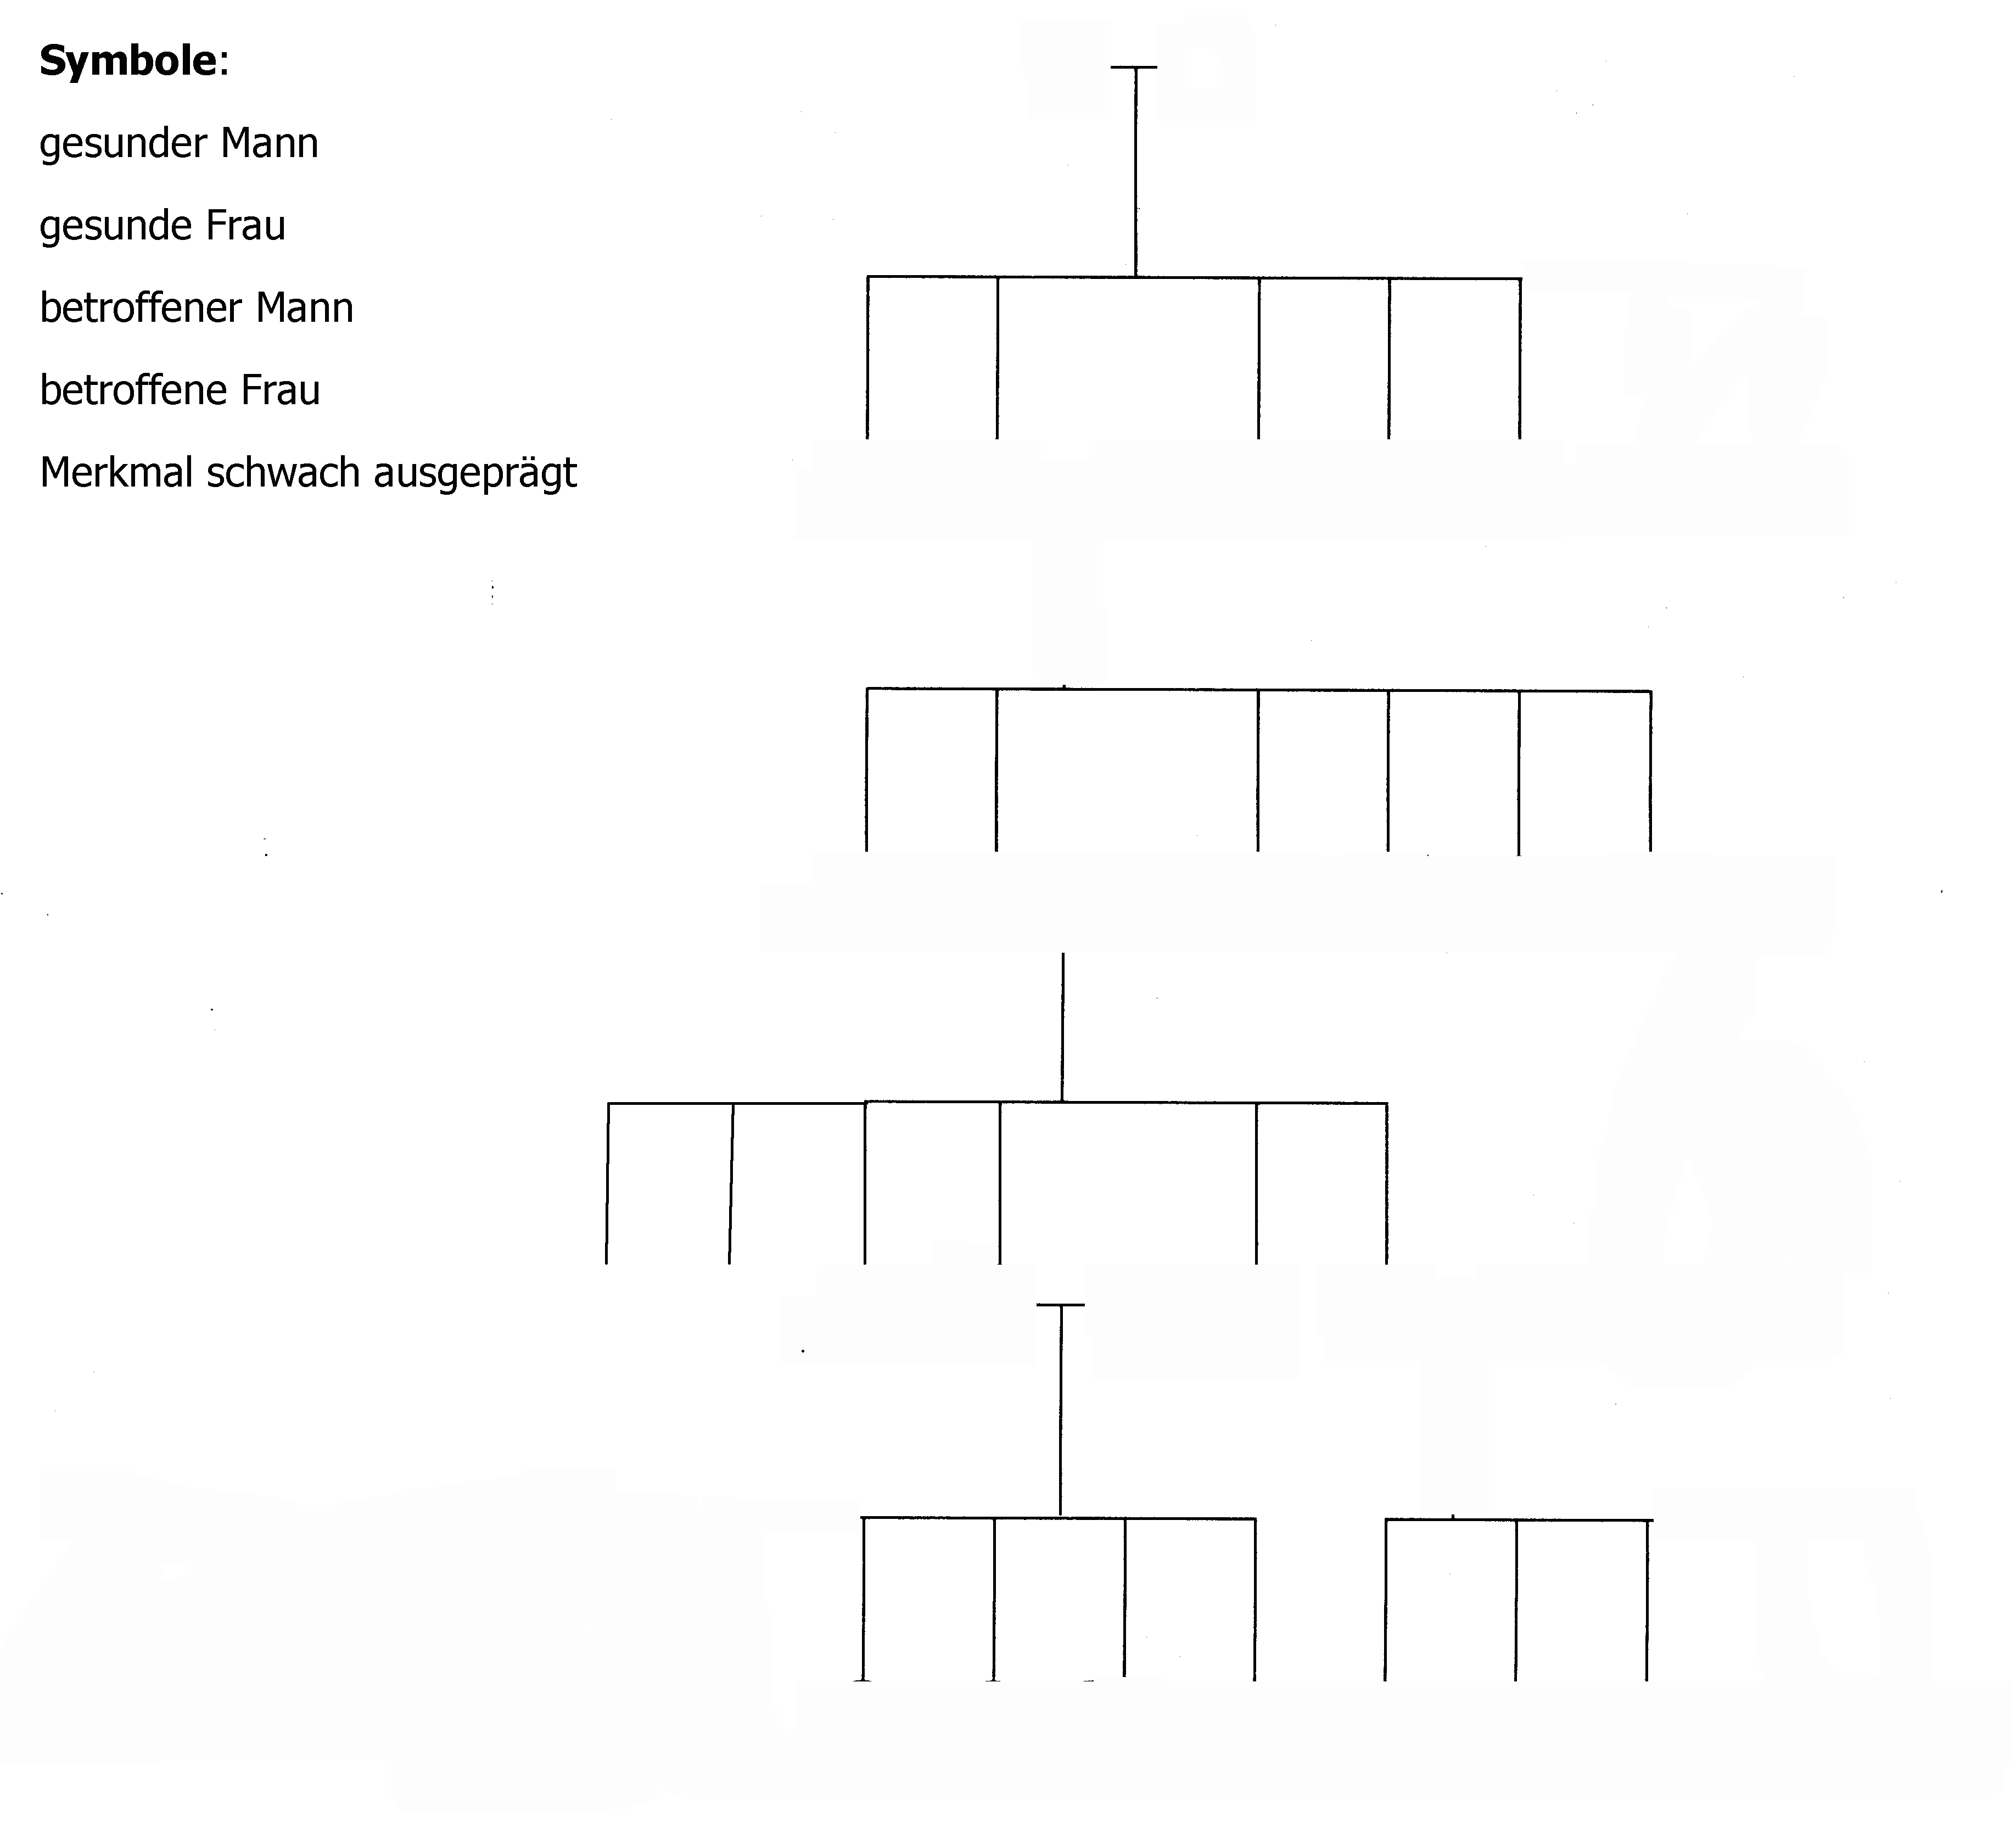 Symbole:
gesunder Mann
gesunde Frau
betroffener Mann
betroffene Frau
Merkmal schwach ausgeprägt